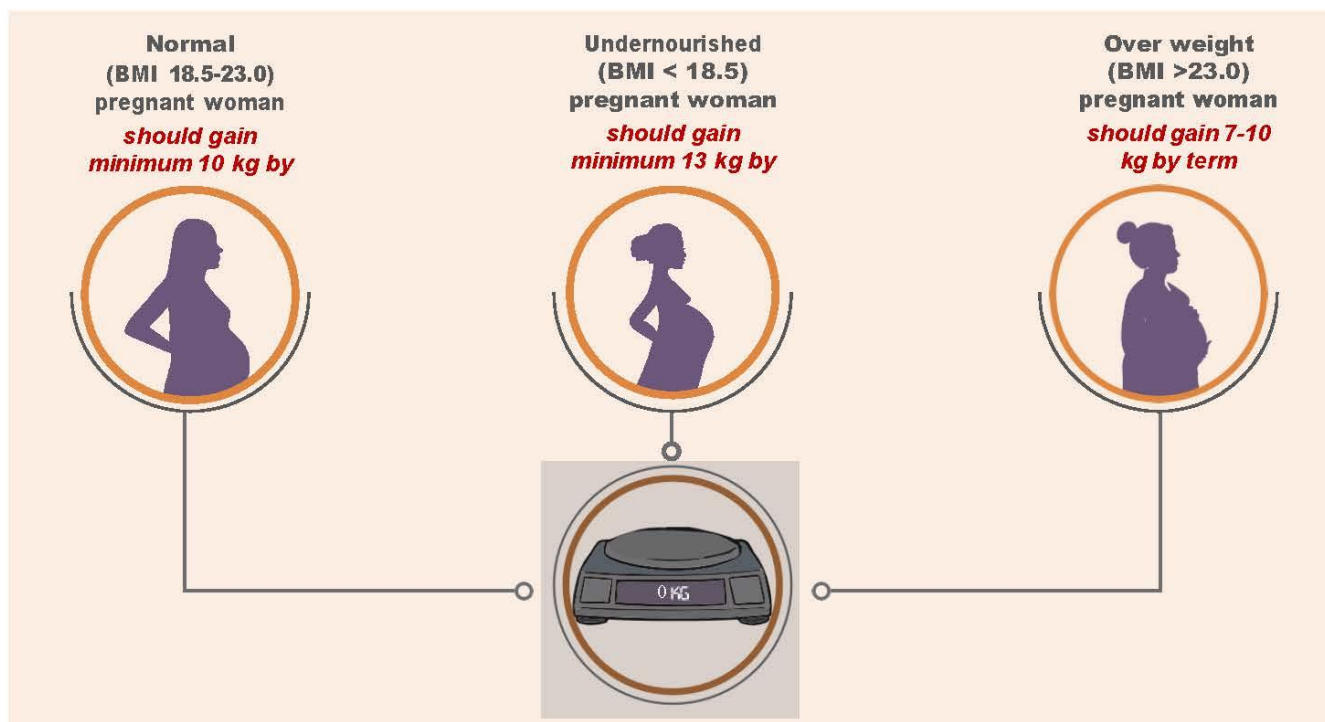 Normal
(BMI 18.5-23.0)
pregnant woman
should gain
minimum 10 kg by
Undernourished
(BMI < 18.5)
pregnant woman
should gain
minimum 13 kg by
Over weight
(BMI >23.0)
pregnant woman
should gain 7-10
kg by term
0 KG